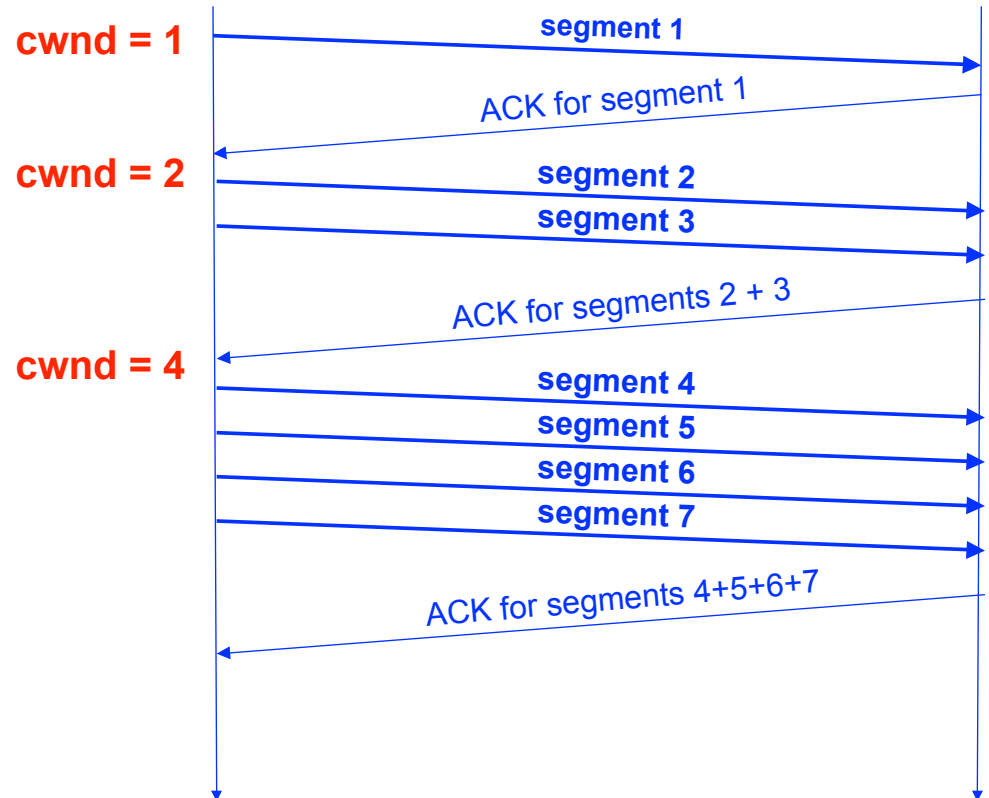 cwnd = 1
segment 1
ACK for segment 1
cwnd = 2
segment 2
segment 3
ACK for segments 2 + 3
cwnd = 4
segment 4
segment 5
segment 6
segment 7
ACK for segments 4+5+6+7